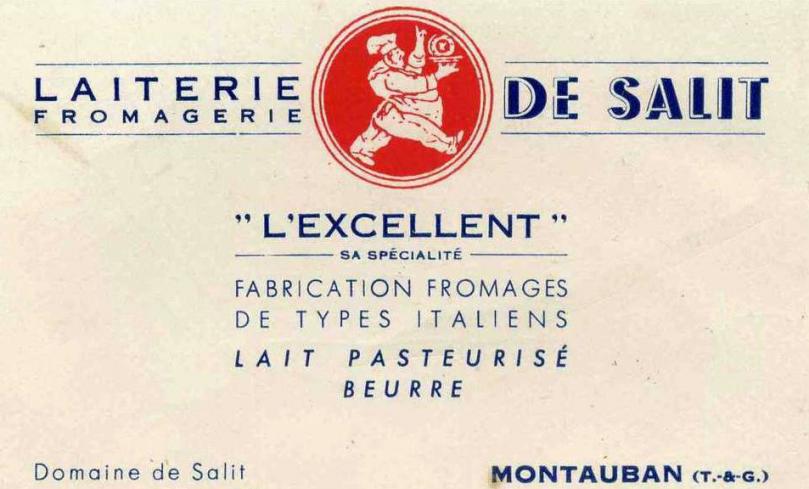 LAITERIE
FROMAGERIE
DE SALIT
" L'EXCELLENT "
SA SPÉCIALITÉ
FABRICATION FROMAGES
DE TYPES ITALIENS
LAIT PASTEURISÉ
BEURRE
Domaine de Salit
MONTAUBAN (T.-&-G.)